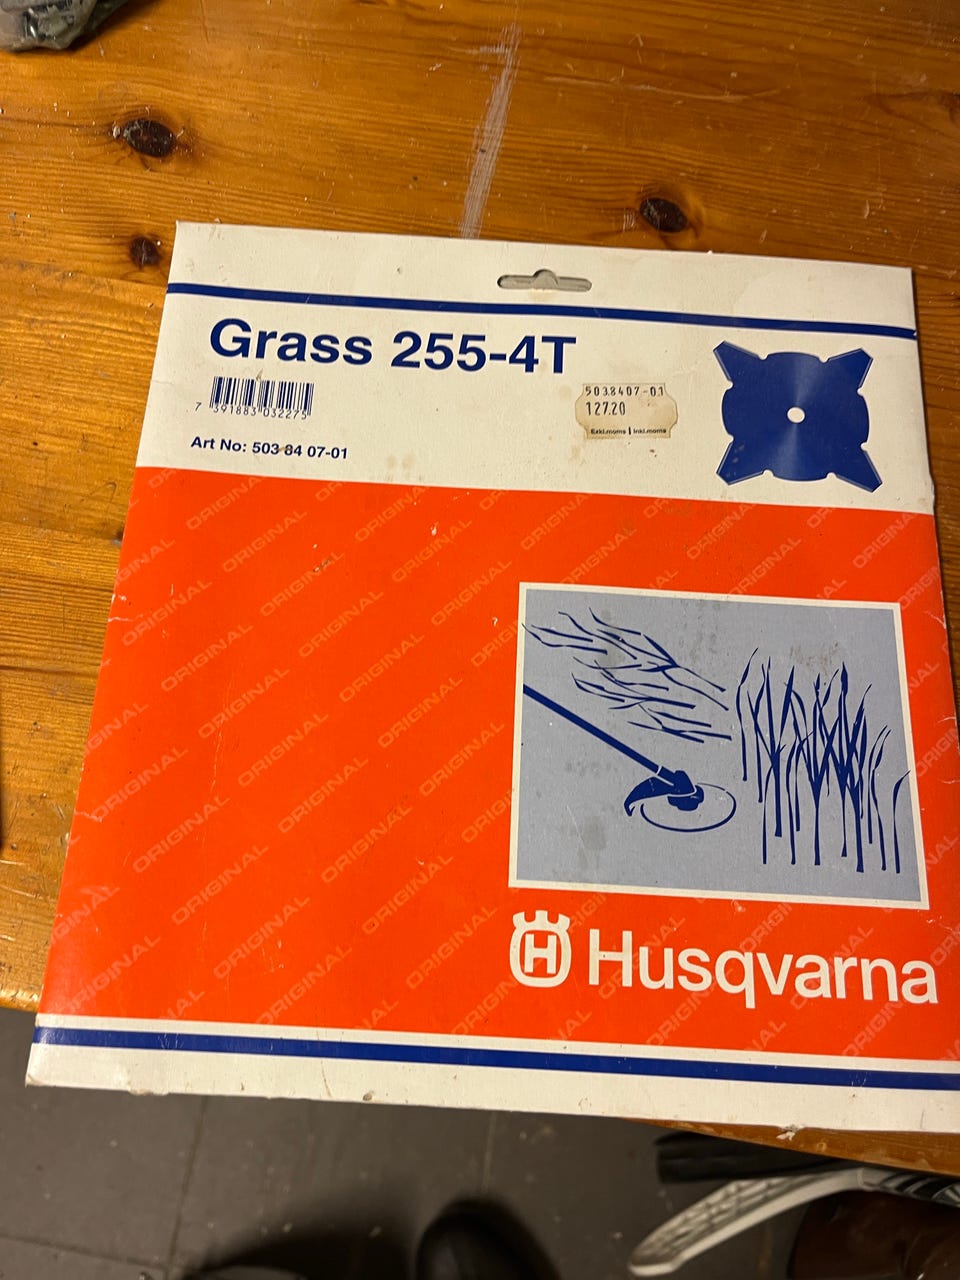 Grass 255-4T
7 391883 032275
Art No: 503 84 07-01
5038407-01
127.20
Exkl.moms Inkl.moms
ORIGINAL
Husqvarna